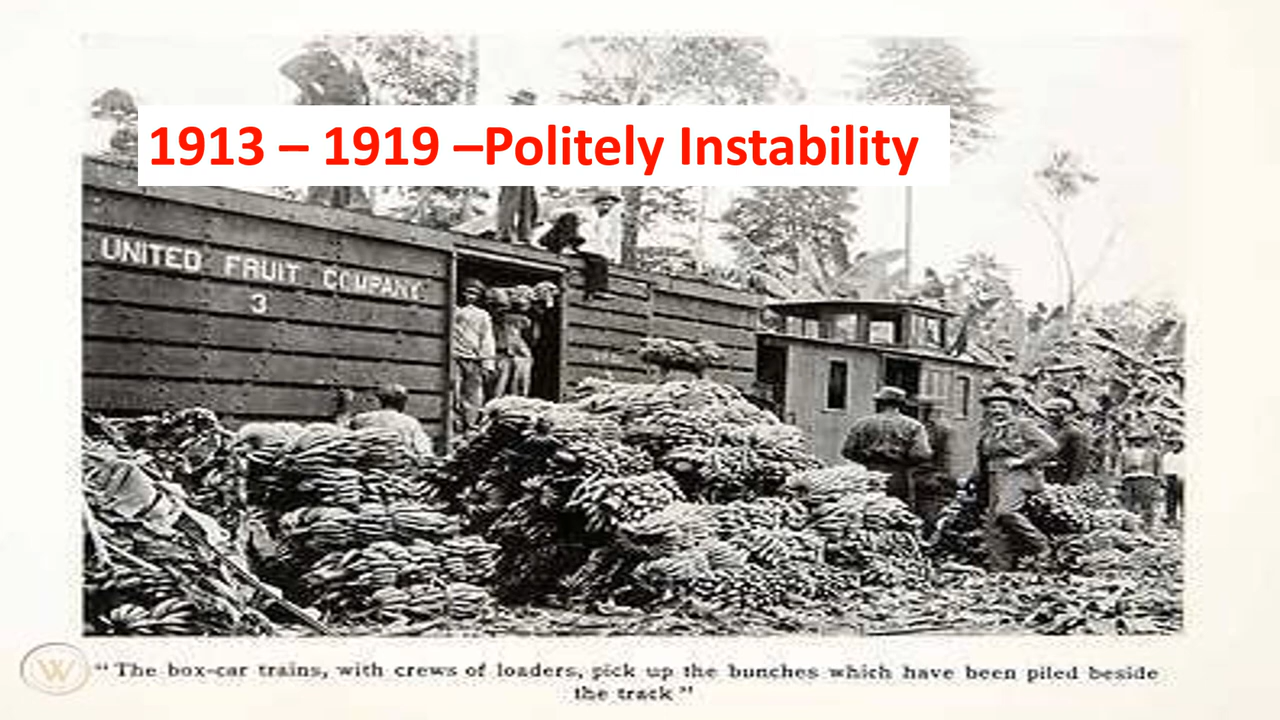 1913 – 1919 –Politely Instability
UNITED FRUIT COMPANY
3
W
“The box-car trains, with crews of loaders, pick up the bunches which have been piled beside
the track”